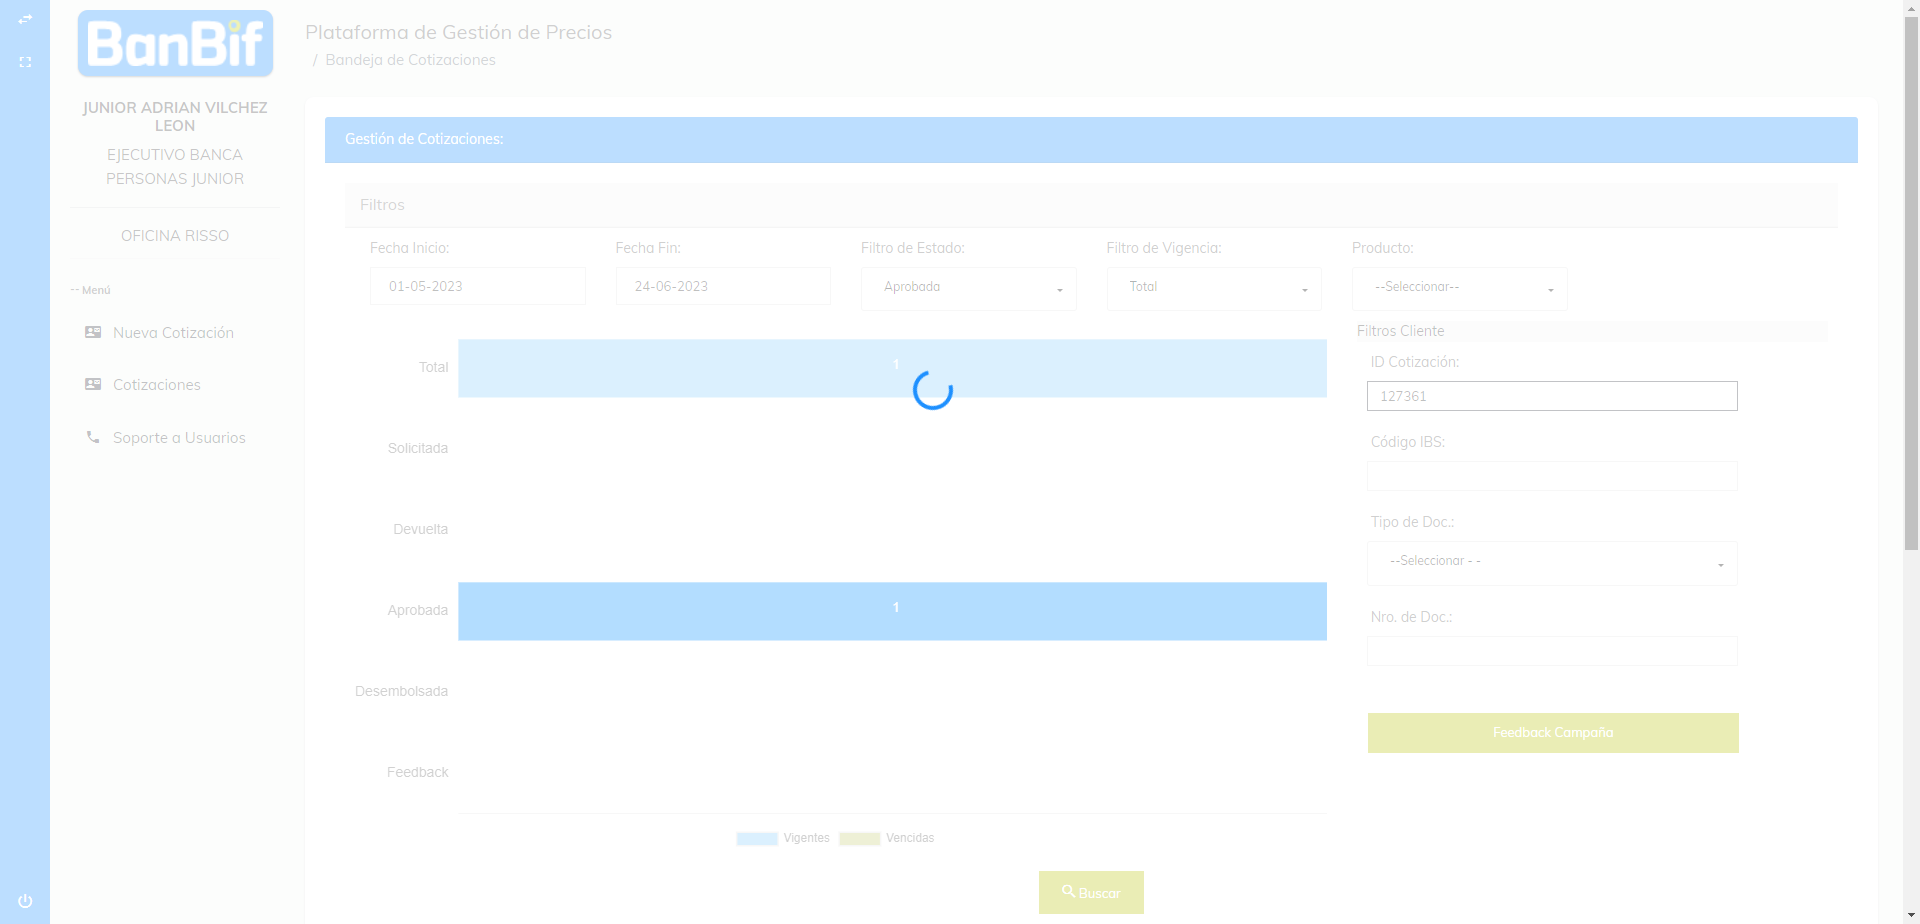 BanBif
JUNIOR ADRIAN VILCHEZ
LEON
EJECUTIVO BANCA
PERSONAS JUNIOR
OFICINA RISSO
-- Menú
Nueva Cotización
Cotizaciones
Soporte a Usuarios
Plataforma de Gestión de Precios
/ Bandeja de Cotizaciones
Gestión de Cotizaciones:
Filtros
Fecha Inicio: Fecha Fin: Filtro de Estado: Filtro de Vigencia: Producto:
01-05-2023 24-06-2023 Aprobada Total --Seleccionar--
Total 1
Solicitada
Devuelta
Aprobada 1
Desembolsada
Feedback
Vigentes Vencidas
Filtros Cliente
ID Cotización:
127361
Código IBS:
Tipo de Doc.:
--Seleccionar - -
Nro. de Doc.:
Feedback Campaña
Buscar